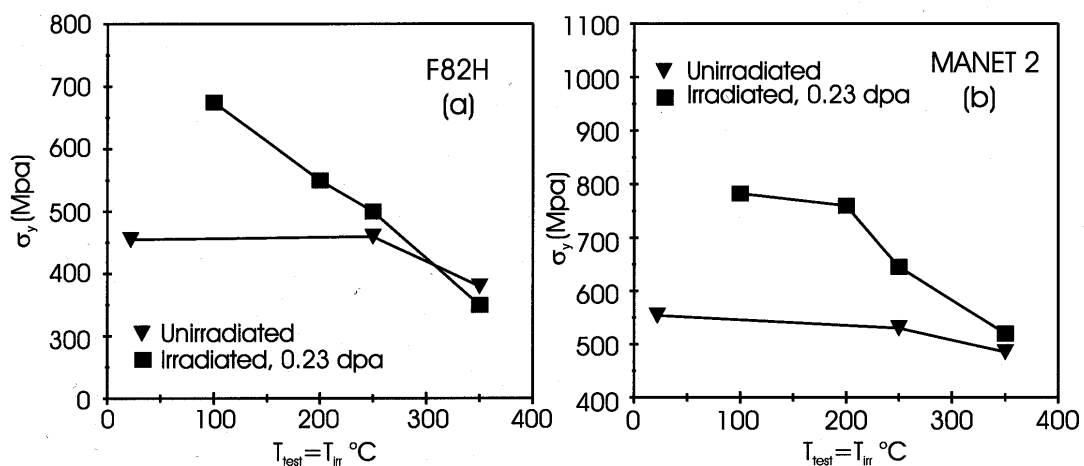 800
700
600
500
400
300
0
σy (Mpa)
F82H
(a)
Unirradiated
Irradiated, 0.23 dpa
0 100 200 300 400
Ttest=Tirr °C
1100
1000
900
800
700
600
500
400
σy (Mpa)
Unirradiated
Irradiated, 0.23 dpa
MANET 2
(b)
0 100 200 300 400
Ttest=Tirr °C